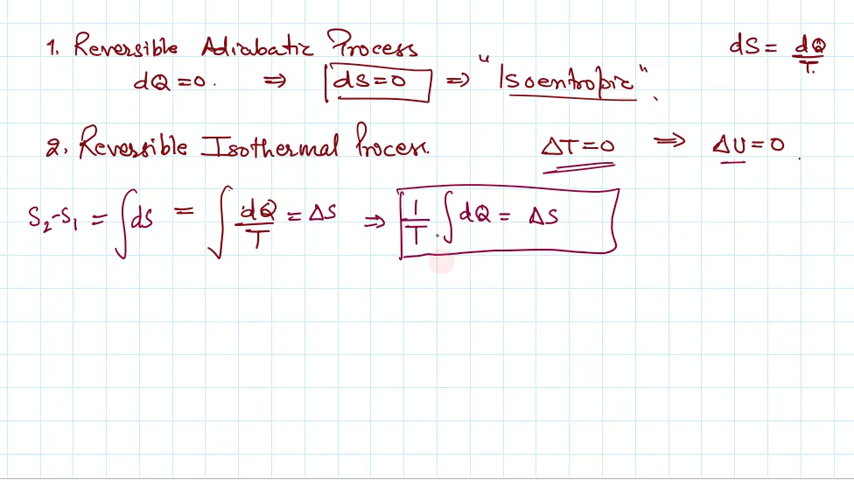 1. Reversible Adiabatic Process
dS = dQ/T.
dQ = 0. ⇒ dS = 0 ⇒ "Isoentropic".
2. Reversible Isothermal Process. ΔT = 0 ⇒ ΔU = 0.
S₂-S₁ = ∫dS = ∫dQ/T = ΔS ⇒ 1/T ∫dQ = ΔS